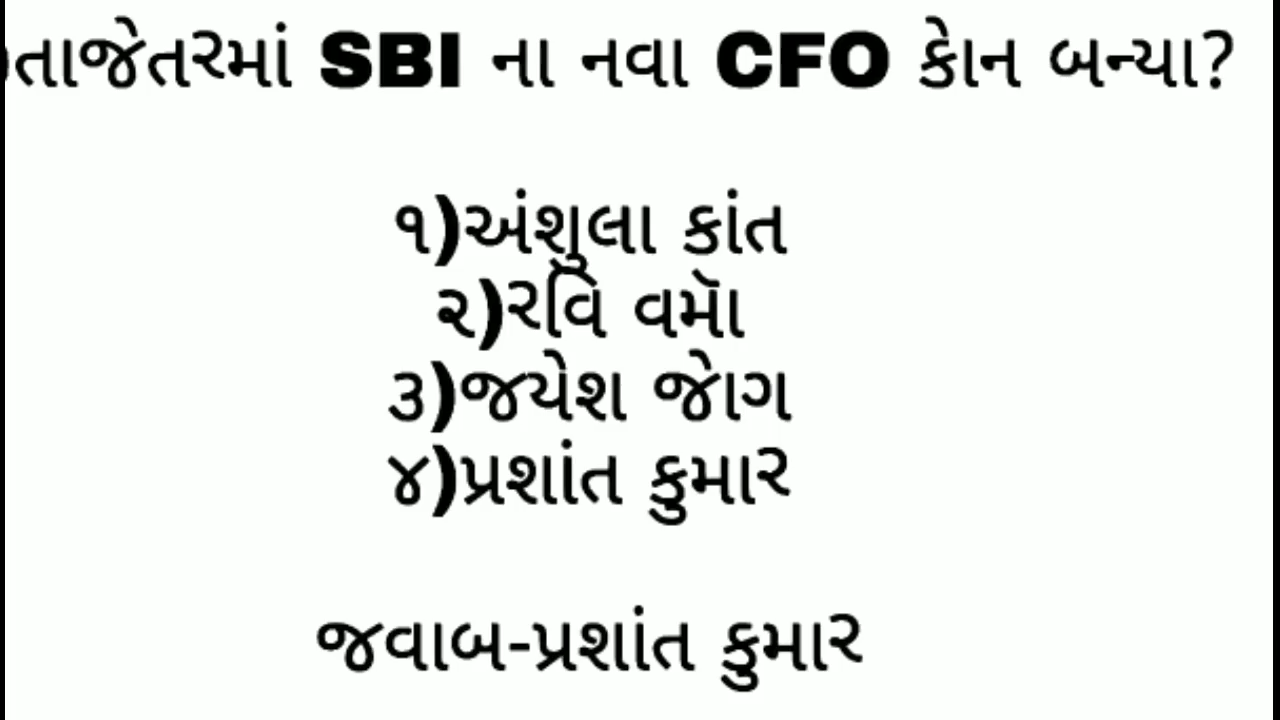 તાજેતરમાં SBI ના નવા CFO કોન બન્યા?
૧)અંશુલા કાંત
૨)રવિ વર્મા
૩)જયેશ જોગ
૪)પ્રશાંત કુમાર
જવાબ-પ્રશાંત કુમાર